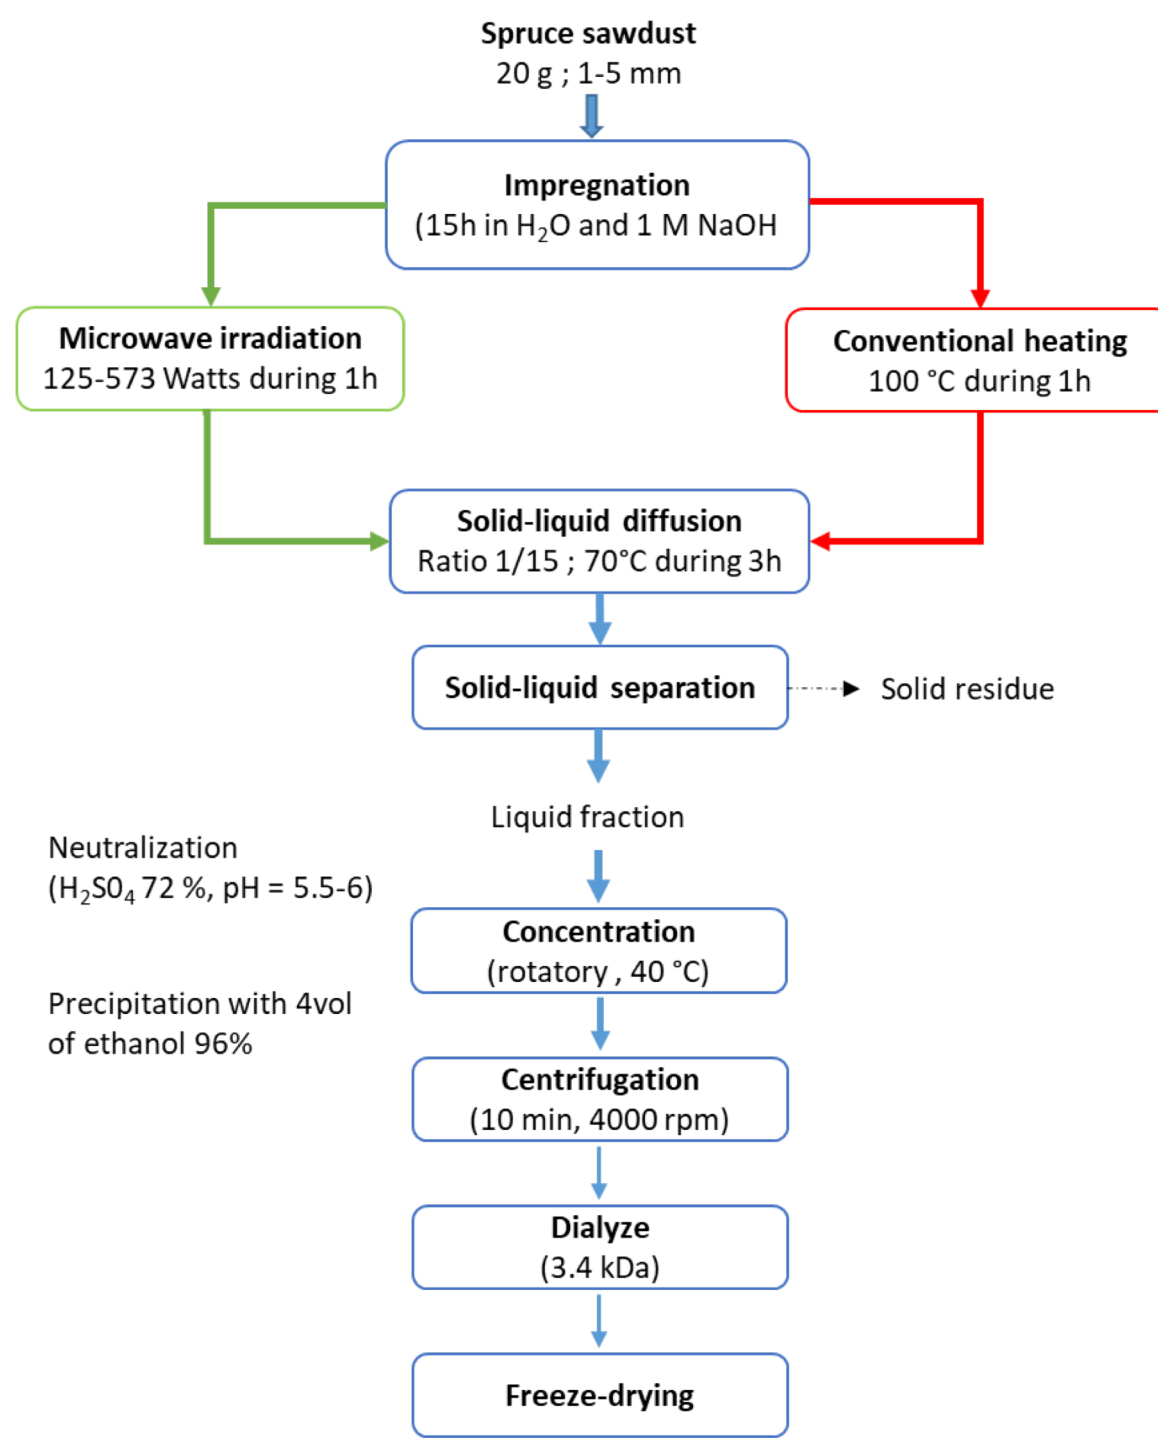 Spruce sawdust
20 g ; 1-5 mm
Impregnation
(15h in H₂O and 1 M NaOH
Microwave irradiation
125-573 Watts during 1h
Conventional heating
100 °C during 1h
Solid-liquid diffusion
Ratio 1/15 ; 70°C during 3h
Solid-liquid separation
Solid residue
Liquid fraction
Neutralization
(H₂S0₄ 72 %, pH = 5.5-6)
Concentration
(rotatory , 40 °C)
Precipitation with 4vol
of ethanol 96%
Centrifugation
(10 min, 4000 rpm)
Dialyze
(3.4 kDa)
Freeze-drying